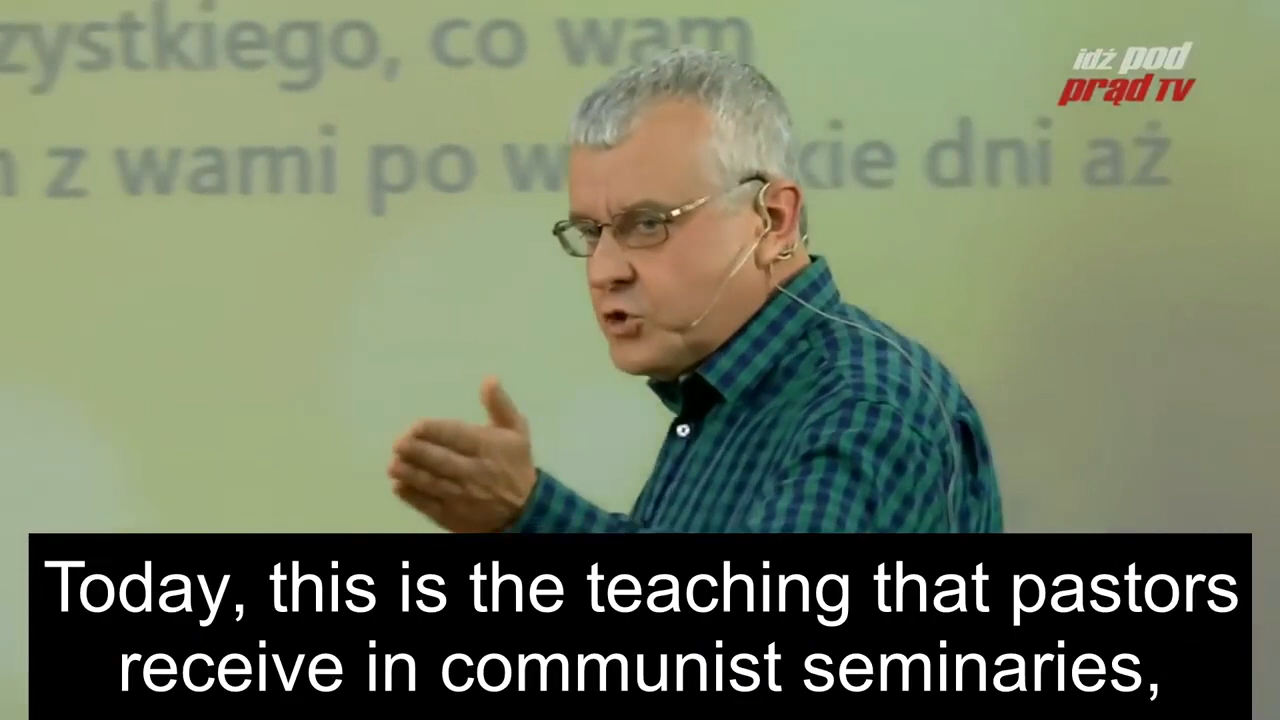 zystkiego, co wam
z wami po w kie dni aż
idź pod
prąd TV
Today, this is the teaching that pastors
receive in communist seminaries,